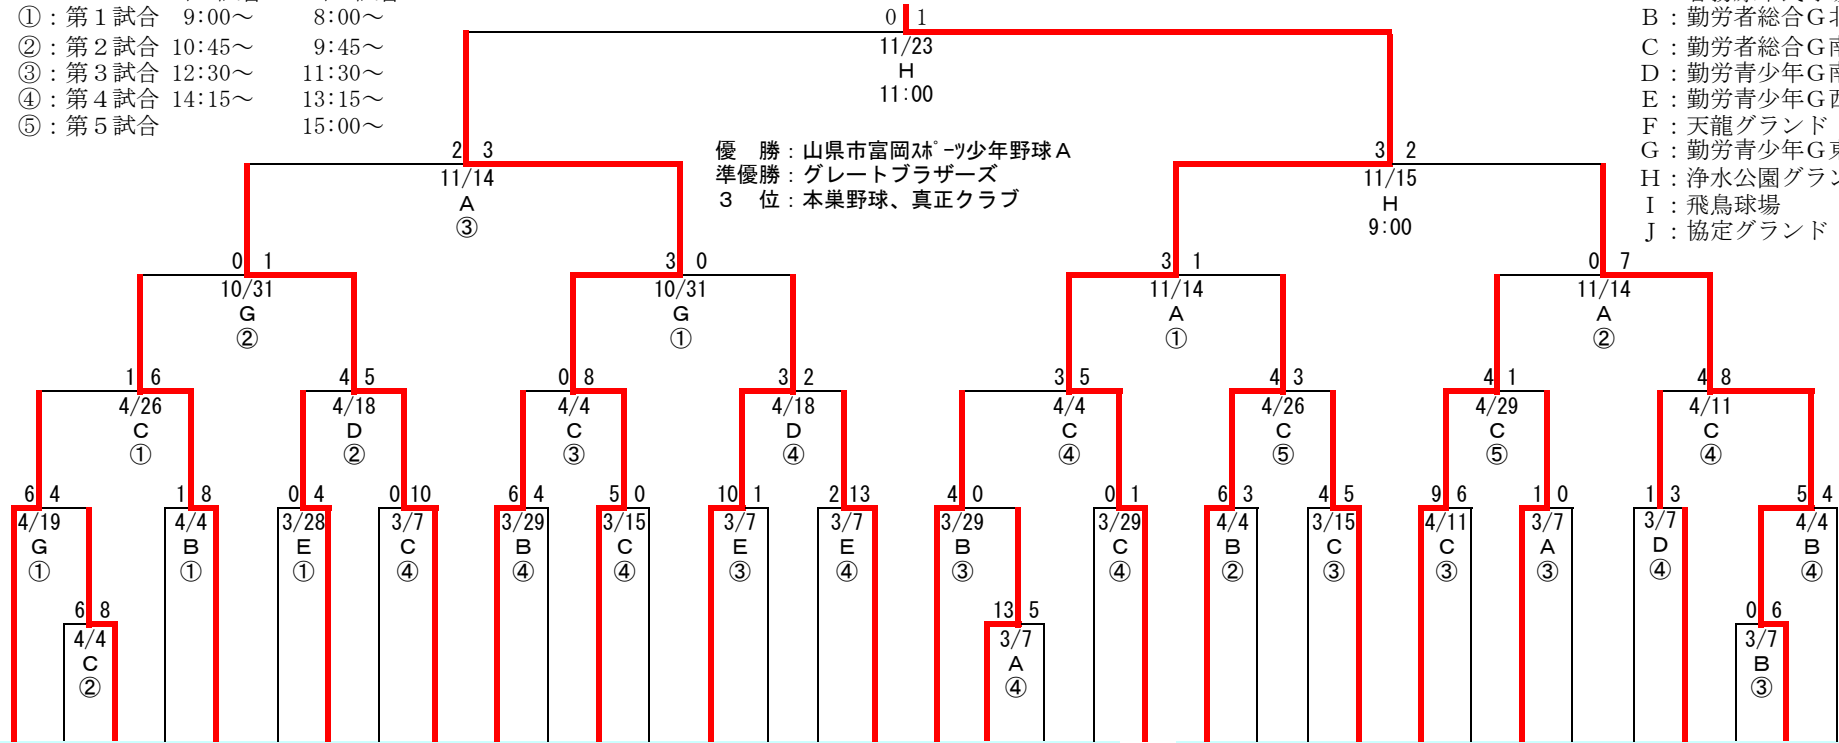 ①：第１試合 9:00～ 8:00～
②：第２試合 10:45～ 9:45～
③：第３試合 12:30～ 11:30～
④：第４試合 14:15～ 13:15～
⑤：第５試合 15:00～
Ｂ：勤労者総合Ｇ北
Ｃ：勤労者総合Ｇ南
Ｄ：勤労青少年Ｇ南
Ｅ：勤労青少年Ｇ西
Ｆ：天龍グランド
Ｇ：勤労青少年Ｇ東
Ｈ：浄水公園グラン
Ｉ：飛鳥球場
Ｊ：協定グランド
0 1
11/23
H
11:00
優　勝：山県市富岡ｽﾎﾟｰﾂ少年野球Ａ
準優勝：グレートブラザーズ
３　位：本巣野球、真正クラブ
2 3
11/14
A
③
3 2
11/15
H
9:00
0 1
10/31
G
②
3 0
10/31
G
①
3 1
11/14
A
①
0 7
11/14
A
②
1 6
4/26
C
①
4 5
4/18
D
②
0 8
4/4
C
③
3 2
4/18
D
④
3 5
4/4
C
④
4 3
4/26
C
⑤
4 1
4/29
C
⑤
4 8
4/11
C
④
6 4
4/19
G
①
1 8
4/4
B
①
0 4
3/28
E
①
0 10
3/7
C
④
6 4
3/29
B
④
5 0
3/15
C
④
10 1
3/7
E
③
2 13
3/7
E
④
4 0
3/29
B
③
0 1
3/29
C
④
6 3
4/4
B
②
4 5
3/15
C
③
9 6
4/11
C
③
1 0
3/7
A
③
1 3
3/7
D
④
5 4
4/4
B
④
6 8
4/4
C
②
13 5
3/7
A
④
0 6
3/7
B
③